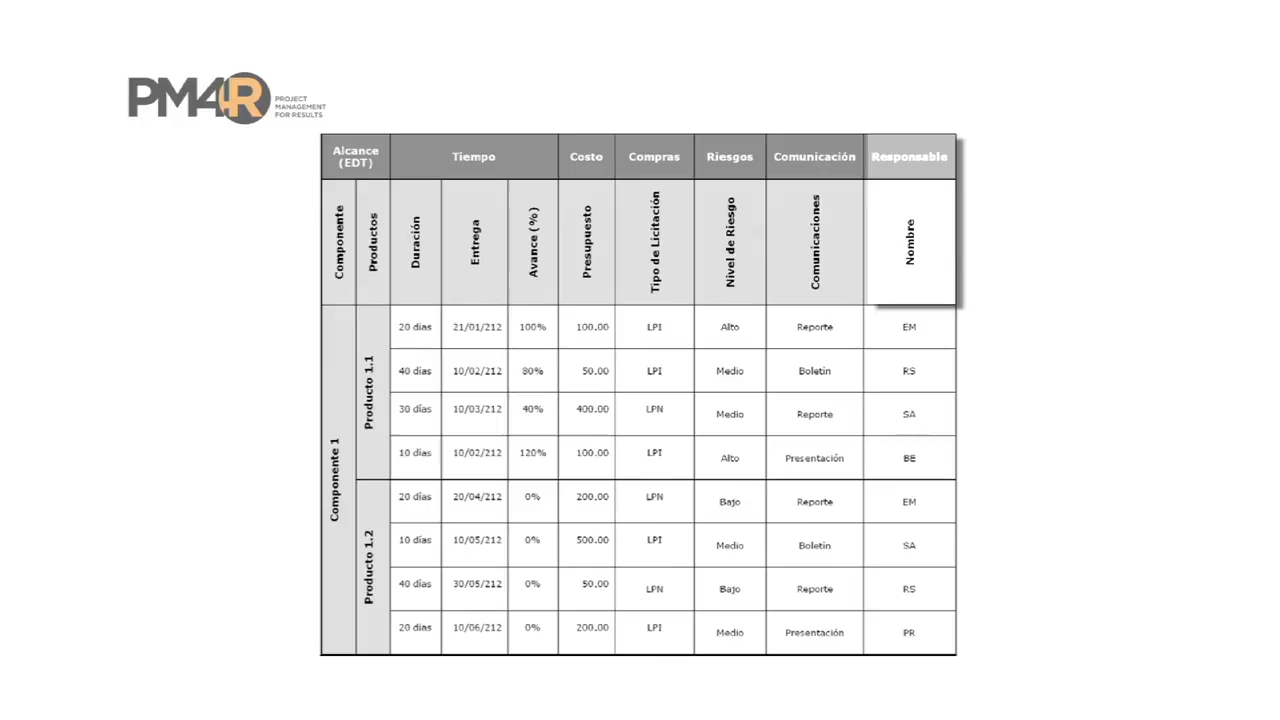 PM4R
PROJECT
MANAGEMENT
FOR RESULTS
Alcance (EDT) Tiempo Costo Compras Riesgos Comunicación Responsable
Componente Productos Duración Entrega Avance (%) Presupuesto Tipo de Licitación Nivel de Riesgo Comunicaciones Nombre
Componente 1
Producto 1.1
20 días 21/01/212 100% 100.00 LPI Alto Reporte EM
40 días 10/02/212 80% 50.00 LPI Medio Boletín RS
30 días 10/03/212 40% 400.00 LPN Medio Reporte SA
10 días 10/02/212 120% 100.00 LPI Alto Presentación BE
Producto 1.2
20 días 20/04/212 0% 200.00 LPN Bajo Reporte EM
10 días 10/05/212 0% 500.00 LPI Medio Boletín SA
40 días 30/05/212 0% 50.00 LPN Bajo Reporte RS
20 días 10/06/212 0% 200.00 LPI Medio Presentación PR